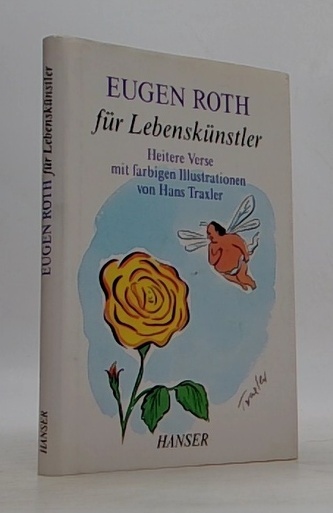 EUGEN ROTH
für Lebenskünstler
Heitere Verse
mit farbigen Illustrationen
von Hans Traxler
Traxler
HANSER
EUGEN ROTH für Lebenskünstler
HANSER